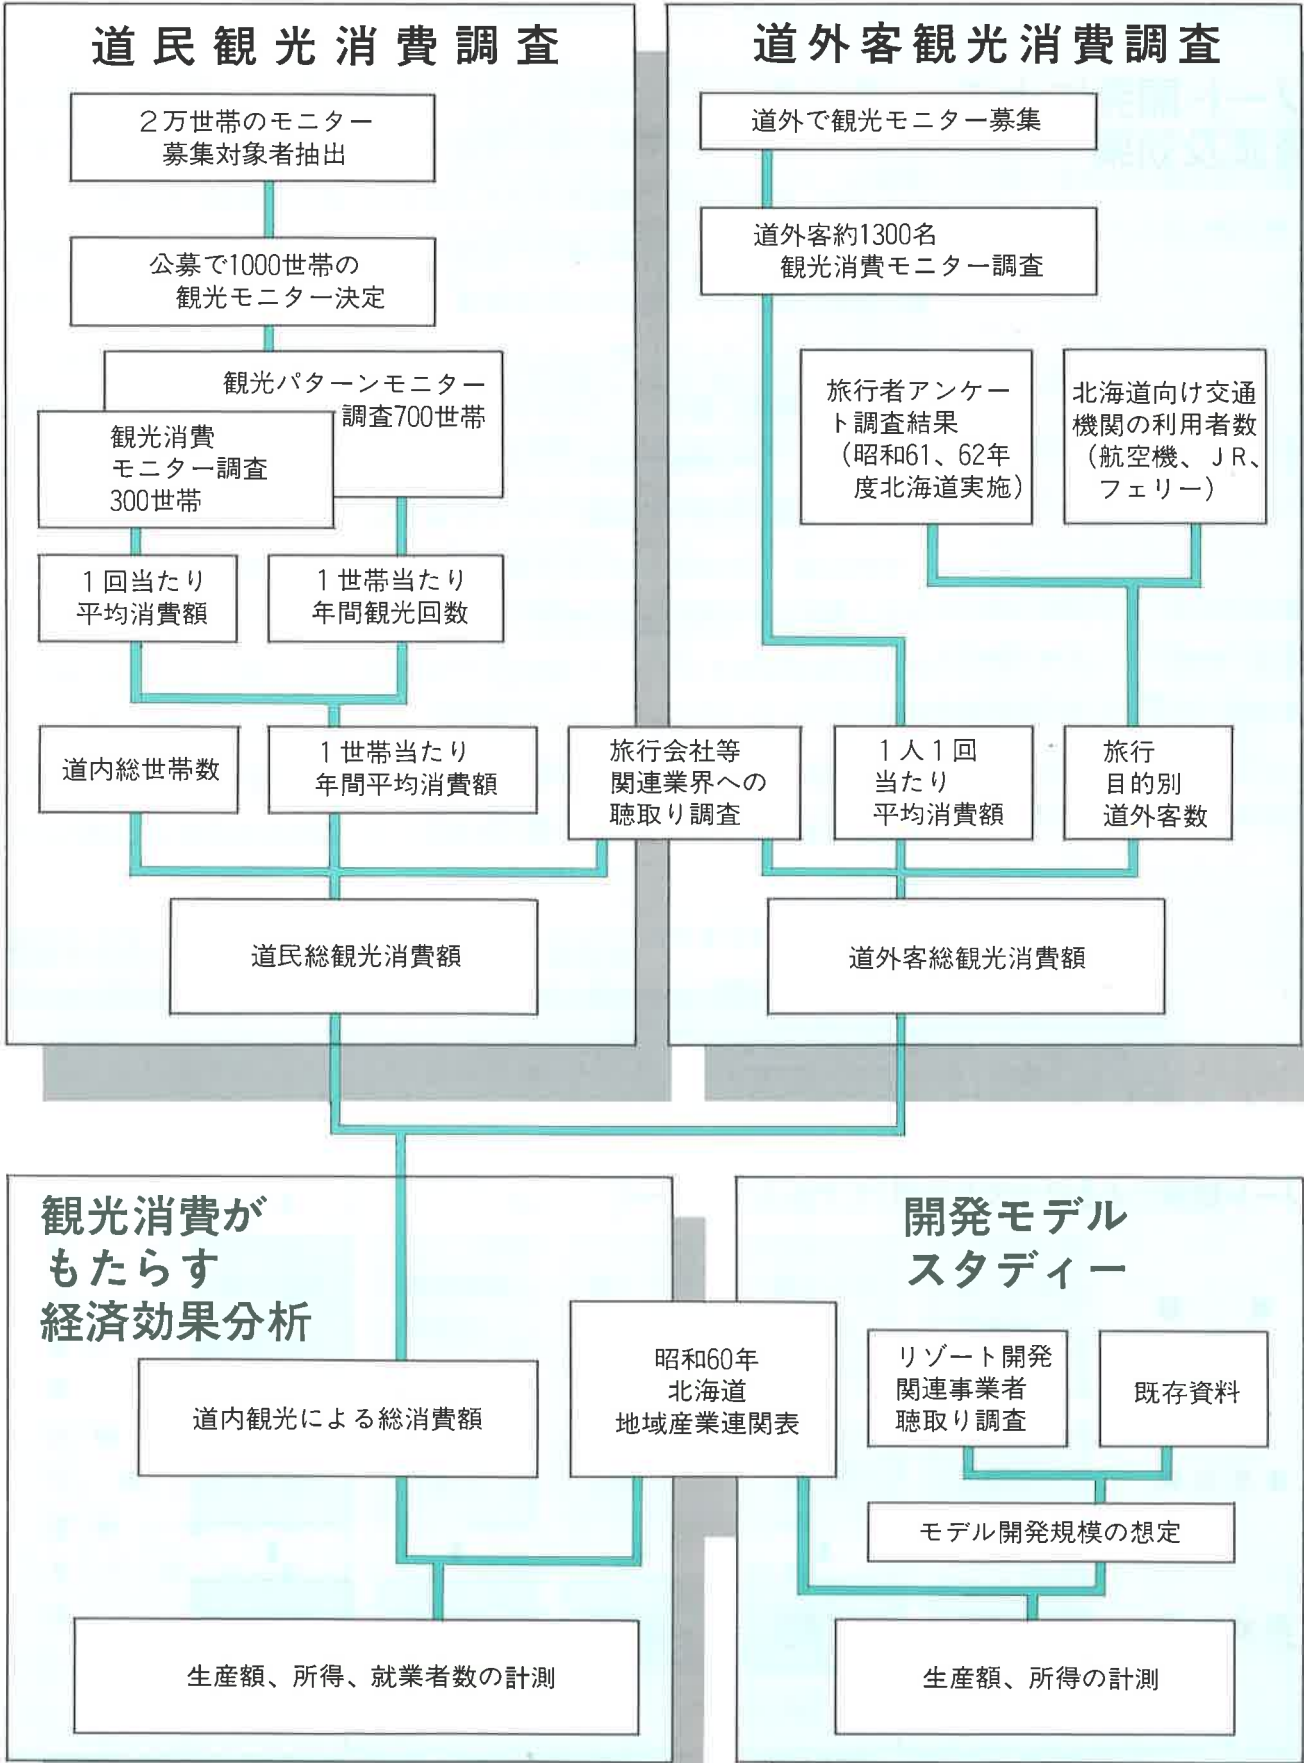 道民観光消費調査
2万世帯のモニター
募集対象者抽出
公募で1000世帯の
観光モニター決定
観光パターンモニター
調査700世帯
観光消費
モニター調査
300世帯
1回当たり
平均消費額
1世帯当たり
年間観光回数
道内総世帯数
1世帯当たり
年間平均消費額
旅行会社等
関連業界への
聴取り調査
道民総観光消費額
道外客観光消費調査
道外で観光モニター募集
道外客約1300名
観光消費モニター調査
旅行者アンケー
ト調査結果
（昭和61、62年
度北海道実施）
北海道向け交通
機関の利用者数
（航空機、JR、
フェリー）
1人1回
当たり
平均消費額
旅行
目的別
道外客数
道外客総観光消費額
観光消費が
もたらす
経済効果分析
道内観光による総消費額
昭和60年
北海道
地域産業連関表
生産額、所得、就業者数の計測
開発モデル
スタディー
リゾート開発
関連事業者
聴取り調査
既存資料
モデル開発規模の想定
生産額、所得の計測